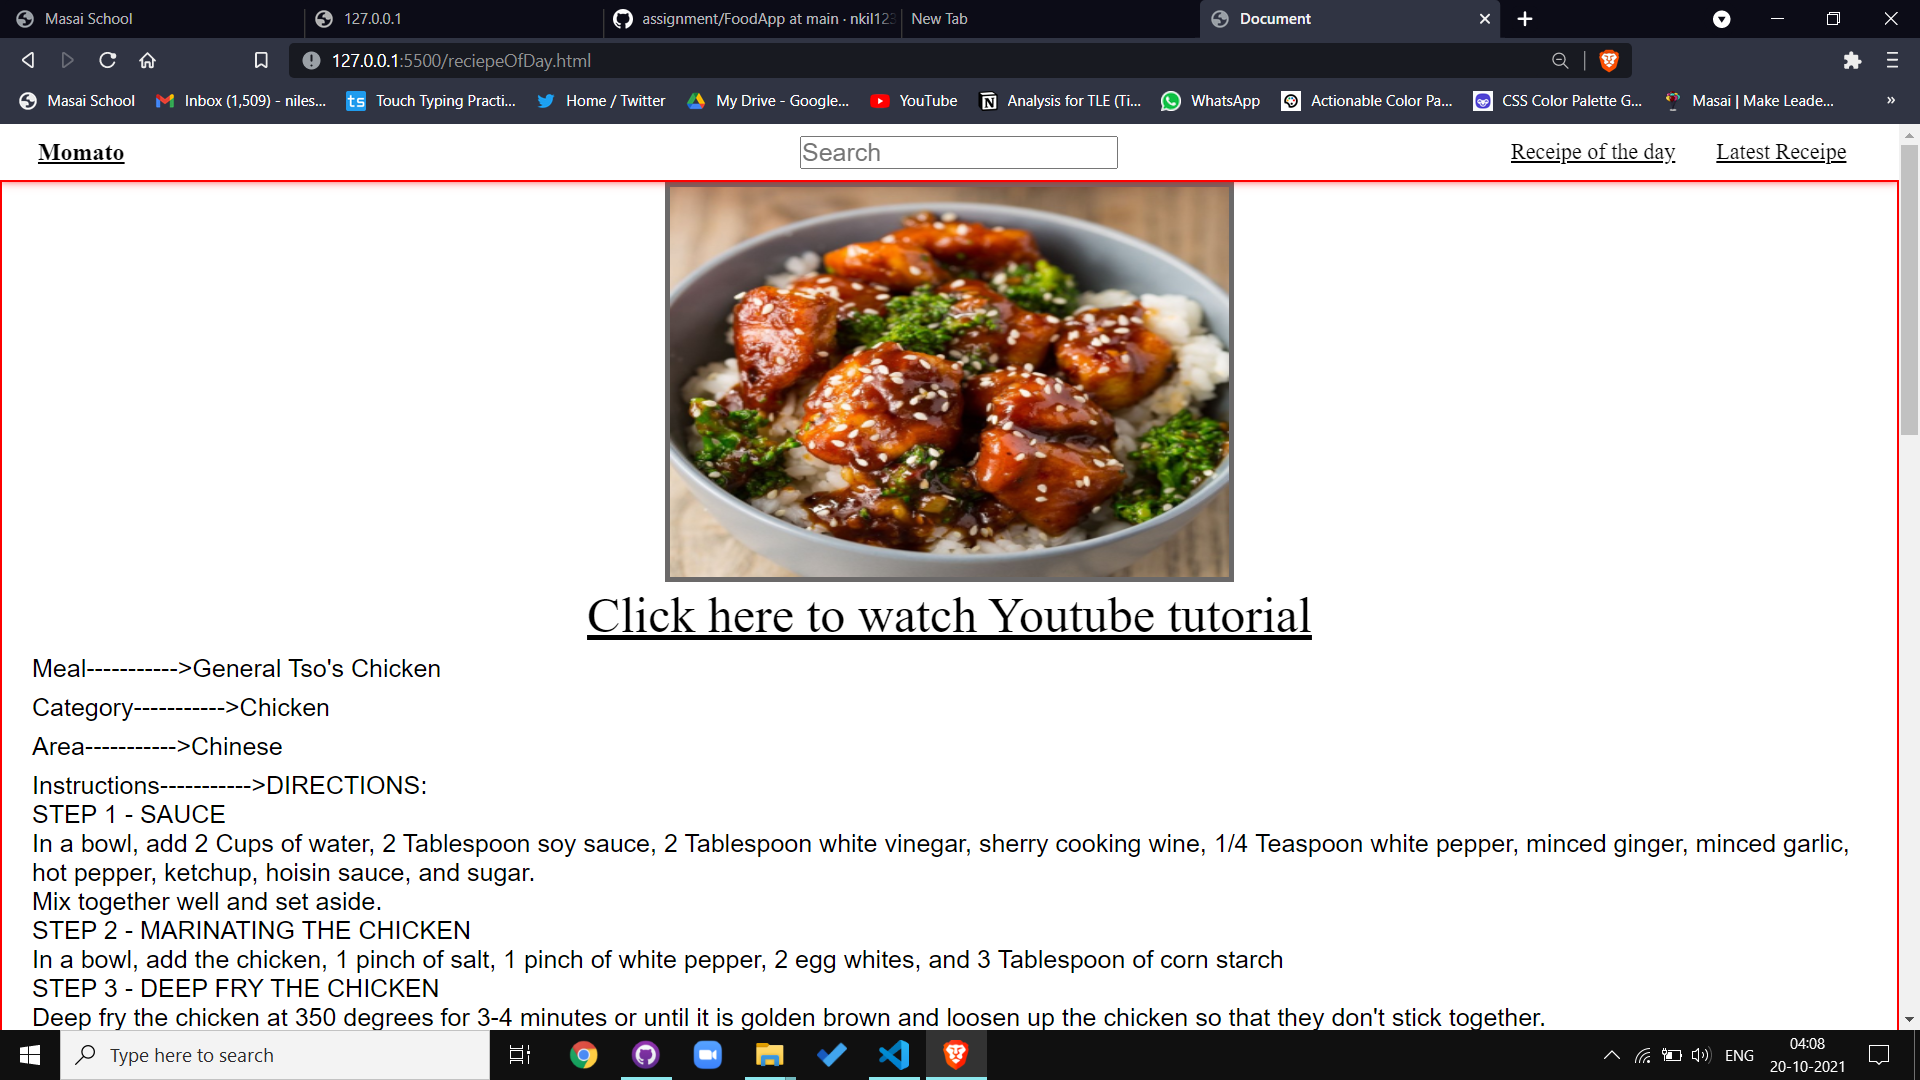 Masai School
127.0.0.1
assignment/FoodApp at main · nkil123
New Tab
Document
127.0.0.1:5500/reciepeOfDay.html
Masai School
Inbox (1,509) - niles...
ts
Touch Typing Practi...
Home / Twitter
My Drive - Google...
YouTube
Analysis for TLE (Ti...
WhatsApp
Actionable Color Pa...
CSS Color Palette G...
Masai | Make Leade...
»
Momato
Search
Receipe of the day
Latest Receipe
Click here to watch Youtube tutorial
Meal----------->General Tso's Chicken
Category----------->Chicken
Area----------->Chinese
Instructions----------->DIRECTIONS:
STEP 1 - SAUCE
In a bowl, add 2 Cups of water, 2 Tablespoon soy sauce, 2 Tablespoon white vinegar, sherry cooking wine, 1/4 Teaspoon white pepper, minced ginger, minced garlic,
hot pepper, ketchup, hoisin sauce, and sugar.
Mix together well and set aside.
STEP 2 - MARINATING THE CHICKEN
In a bowl, add the chicken, 1 pinch of salt, 1 pinch of white pepper, 2 egg whites, and 3 Tablespoon of corn starch
STEP 3 - DEEP FRY THE CHICKEN
Deep fry the chicken at 350 degrees for 3-4 minutes or until it is golden brown and loosen up the chicken so that they don't stick together.
Type here to search
ENG
04:08
20-10-2021